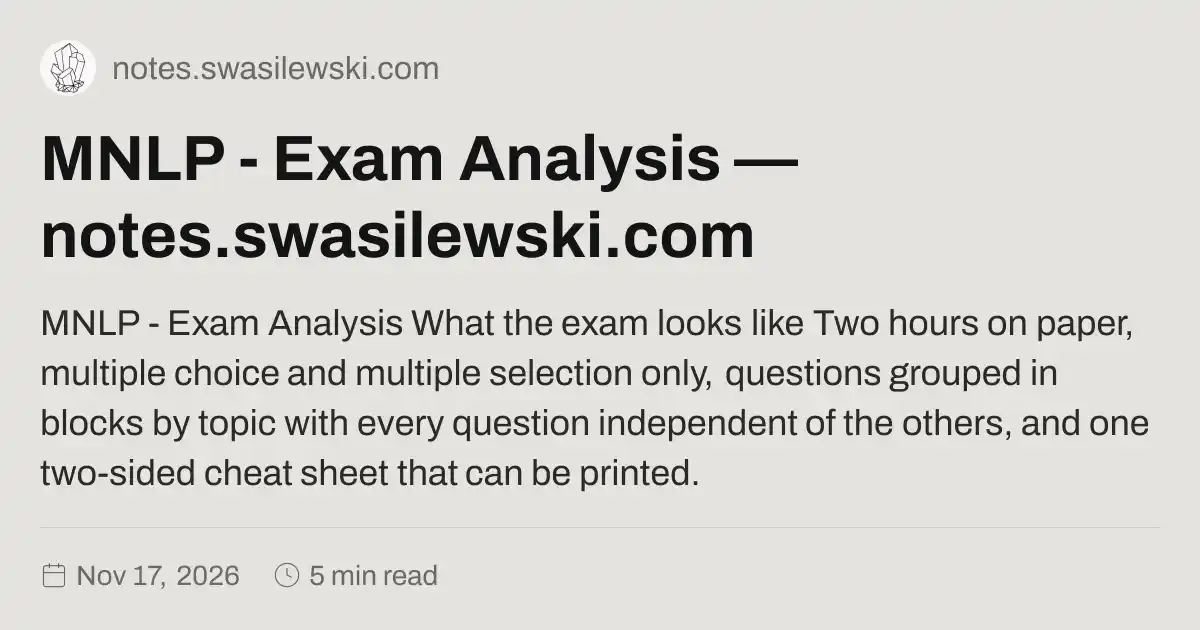 notes.swasilewski.com
MNLP - Exam Analysis —
notes.swasilewski.com
MNLP - Exam Analysis What the exam looks like Two hours on paper,
multiple choice and multiple selection only, questions grouped in
blocks by topic with every question independent of the others, and one
two-sided cheat sheet that can be printed.
Nov 17, 2026 5 min read